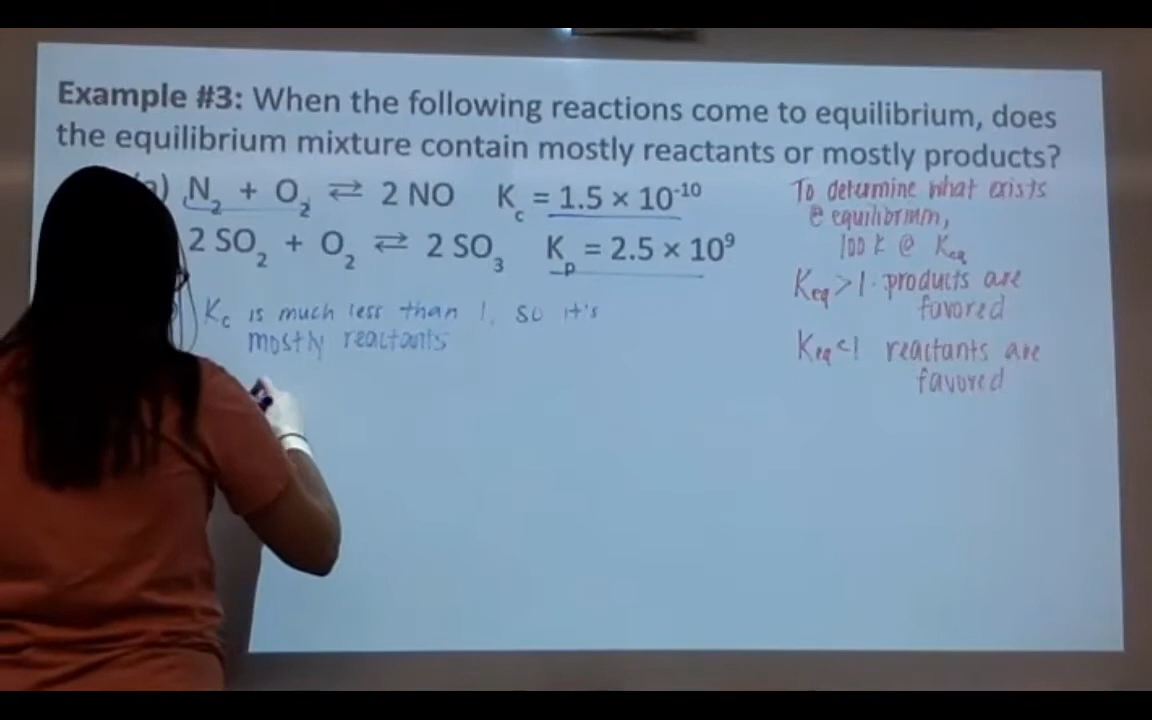 Example #3: When the following reactions come to equilibrium, does
the equilibrium mixture contain mostly reactants or mostly products?
a) N₂ + O₂ ⇄ 2 NO K꜀ = 1.5 × 10⁻¹⁰
2 SO₂ + O₂ ⇄ 2 SO₃ Kₚ = 2.5 × 10⁹
K꜀ is much less than 1, so it's
mostly reactants
To determine what exists
@ equilibrium,
look @ Keq
Keq > 1 · products are
favored
Keq < 1 reactants are
favored